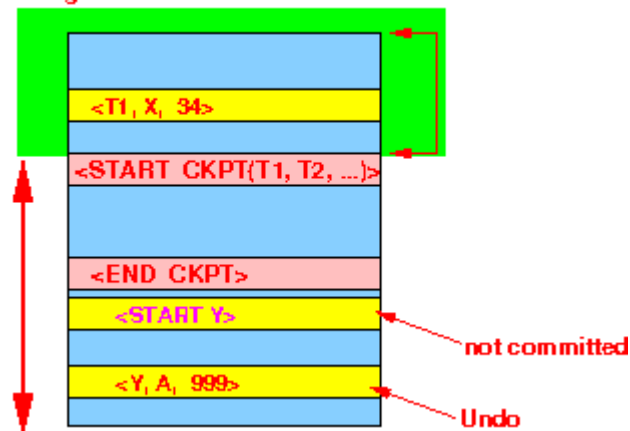 <T1, X, 34>
<START CKPT(T1, T2, ...)>
<END CKPT>
<START Y>
not committed
<Y, A, 999>
Undo